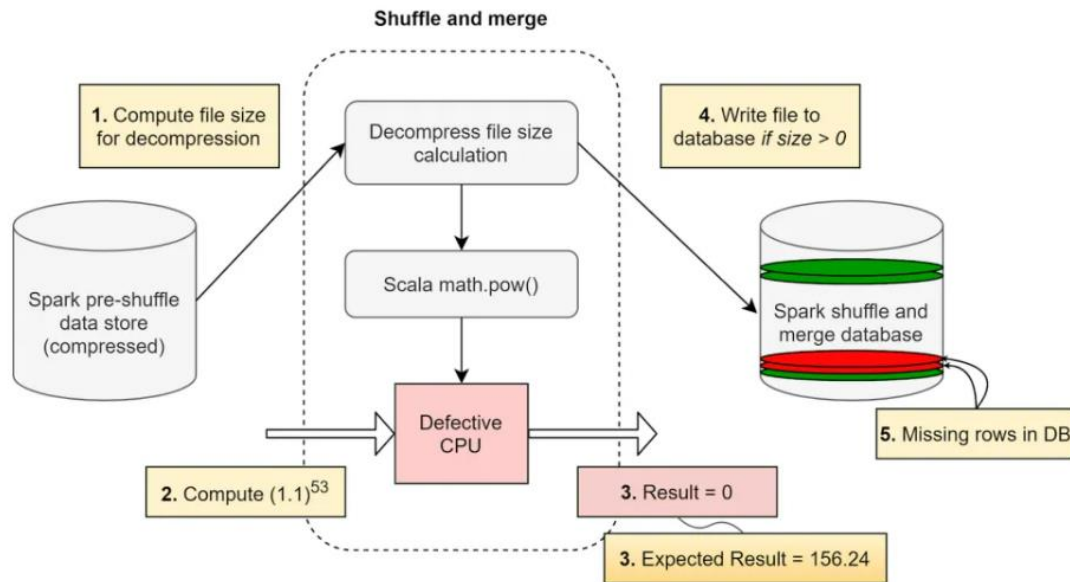 Shuffle and merge
1. Compute file size
for decompression
Decompress file size
calculation
4. Write file to
database if size > 0
Spark pre-shuffle
data store
(compressed)
Scala math.pow()
Spark shuffle and
merge database
Defective
CPU
5. Missing rows in DB
2. Compute (1.1)⁵³
3. Result = 0
3. Expected Result = 156.24